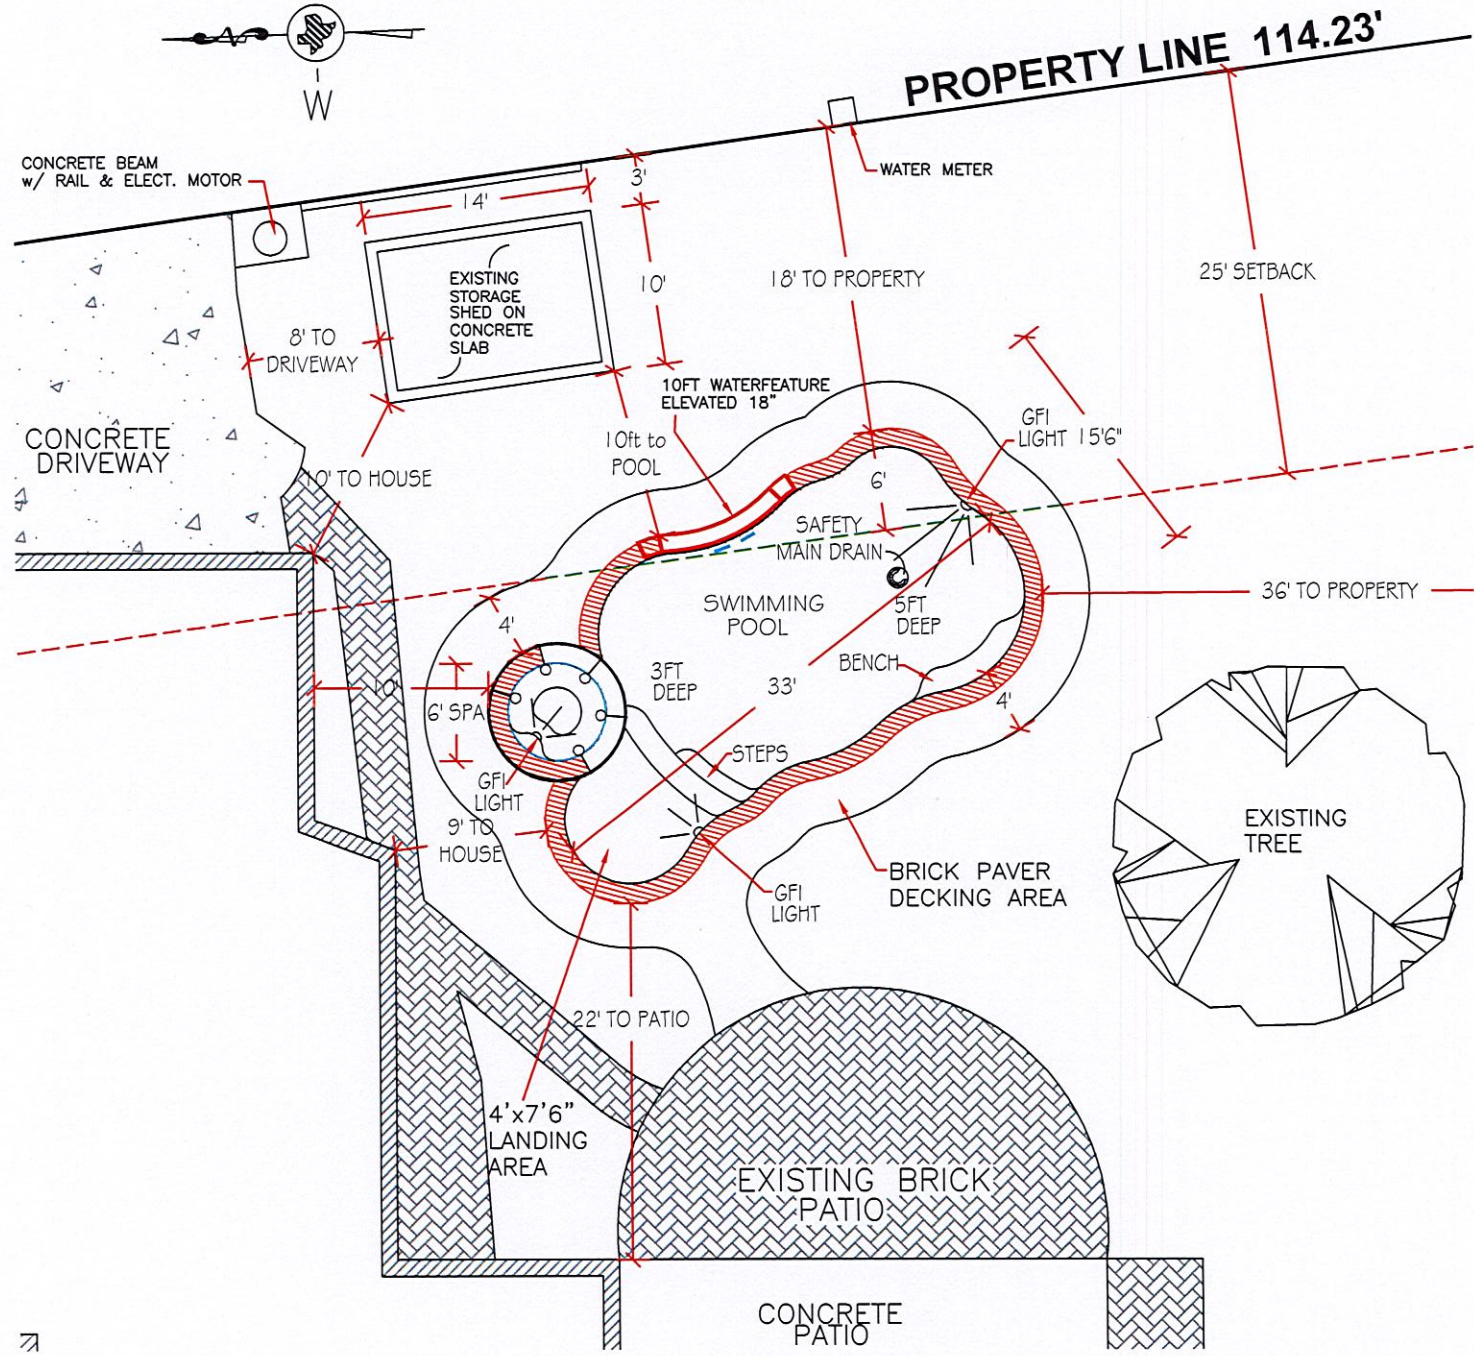 N
W
PROPERTY LINE 114.23'
CONCRETE BEAM
w/ RAIL & ELECT. MOTOR
WATER METER
3'
14'
10'
EXISTING
STORAGE
SHED ON
CONCRETE
SLAB
18' TO PROPERTY
25' SETBACK
8' TO
DRIVEWAY
10FT WATERFEATURE
ELEVATED 18"
GFI
LIGHT
15'6"
CONCRETE
DRIVEWAY
10ft to
POOL
10' TO HOUSE
6'
SAFETY
MAIN DRAIN
SWIMMING
POOL
5FT
DEEP
36' TO PROPERTY
4'
BENCH
3FT
DEEP
33'
10'
6' SPA
4'
STEPS
GFI
LIGHT
9' TO
HOUSE
EXISTING
TREE
BRICK PAVER
DECKING AREA
GFI
LIGHT
22' TO PATIO
4'x7'6"
LANDING
AREA
EXISTING BRICK
PATIO
CONCRETE
PATIO